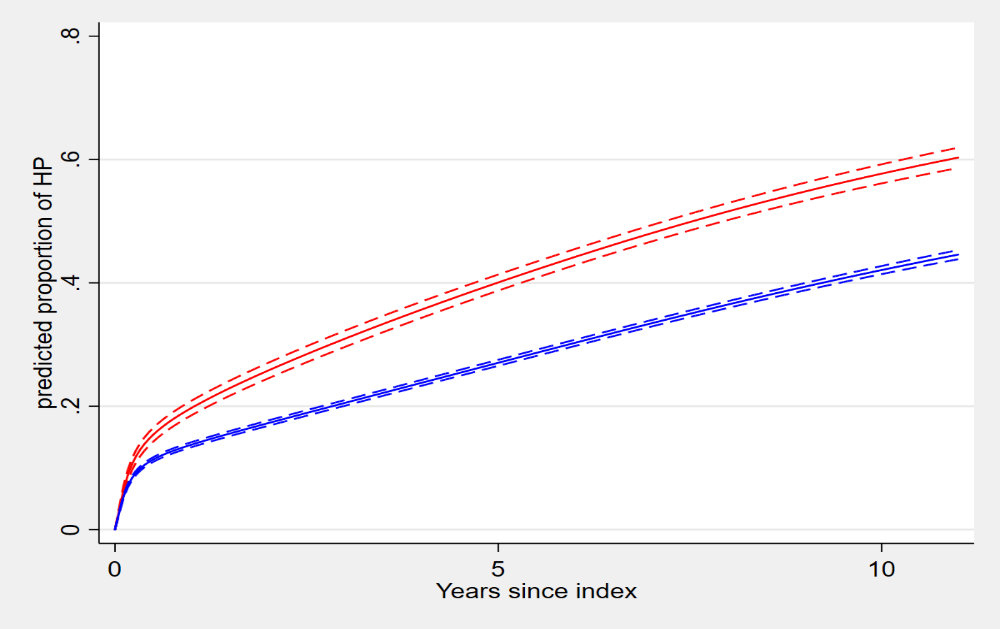 predicted proportion of HP
.8
.6
.4
.2
0
0 5 10
Years since index